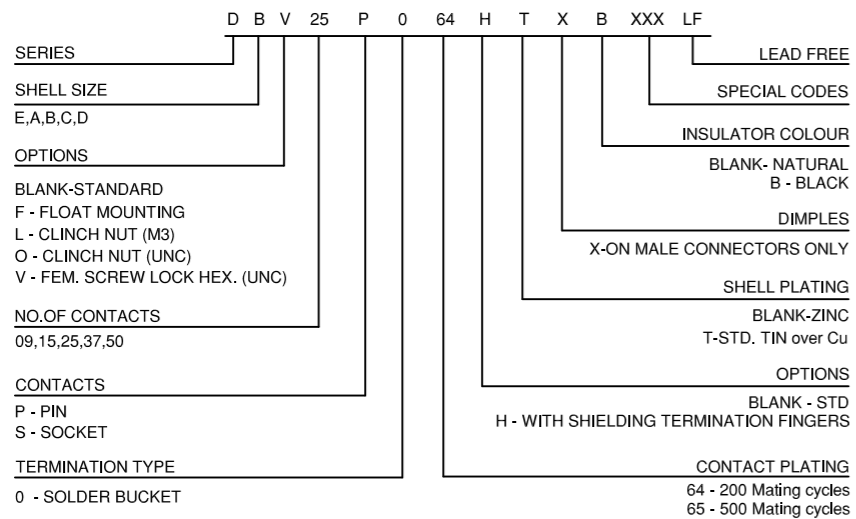 D B V 25 P 0 64 H T X B XXX LF
SERIES
SHELL SIZE
E,A,B,C,D
OPTIONS
BLANK-STANDARD
F - FLOAT MOUNTING
L - CLINCH NUT (M3)
O - CLINCH NUT (UNC)
V - FEM. SCREW LOCK HEX. (UNC)
NO.OF CONTACTS
09,15,25,37,50
CONTACTS
P - PIN
S - SOCKET
TERMINATION TYPE
0 - SOLDER BUCKET
LEAD FREE
SPECIAL CODES
INSULATOR COLOUR
BLANK- NATURAL
B - BLACK
DIMPLES
X-ON MALE CONNECTORS ONLY
SHELL PLATING
BLANK-ZINC
T-STD. TIN over Cu
OPTIONS
BLANK - STD
H - WITH SHIELDING TERMINATION FINGERS
CONTACT PLATING
64 - 200 Mating cycles
65 - 500 Mating cycles